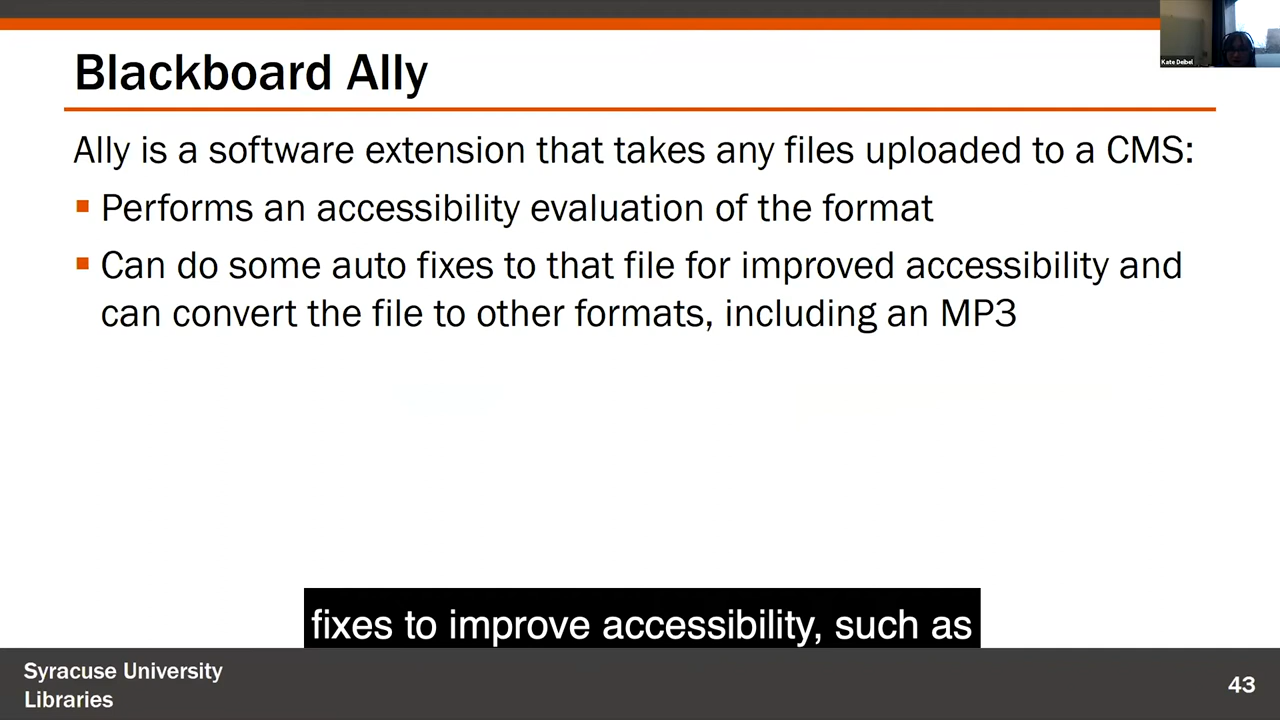 Blackboard Ally
Kate Deibel
Ally is a software extension that takes any files uploaded to a CMS:
▪ Performs an accessibility evaluation of the format
▪ Can do some auto fixes to that file for improved accessibility and
can convert the file to other formats, including an MP3
fixes to improve accessibility, such as
Syracuse University
Libraries
43